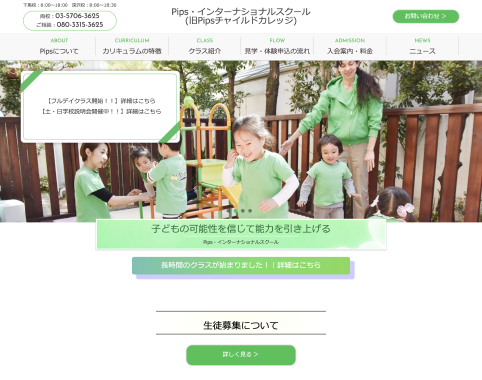 下馬校：8:00〜18:00　深沢校：8:00〜18:30
両校：03-5706-3625
ご相談：080-3315-3625
Pips・インターナショナルスクール
(旧Pipsチャイルドカレッジ)
お問い合わせ ＞
ABOUT
Pipsについて
CURRICULUM
カリキュラムの特徴
CLASS
クラス紹介
FLOW
見学・体験申込の流れ
ADMISSION
入会案内・料金
NEWS
ニュース
【フルデイクラス開始！！】詳細はこちら
【土・日学校説明会開催中！！】詳細はこちら
子どもの可能性を信じて能力を引き上げる
Pips・インターナショナルスクール
長時間のクラスが始まりました！！詳細はこちら
生徒募集について
詳しく見る ＞